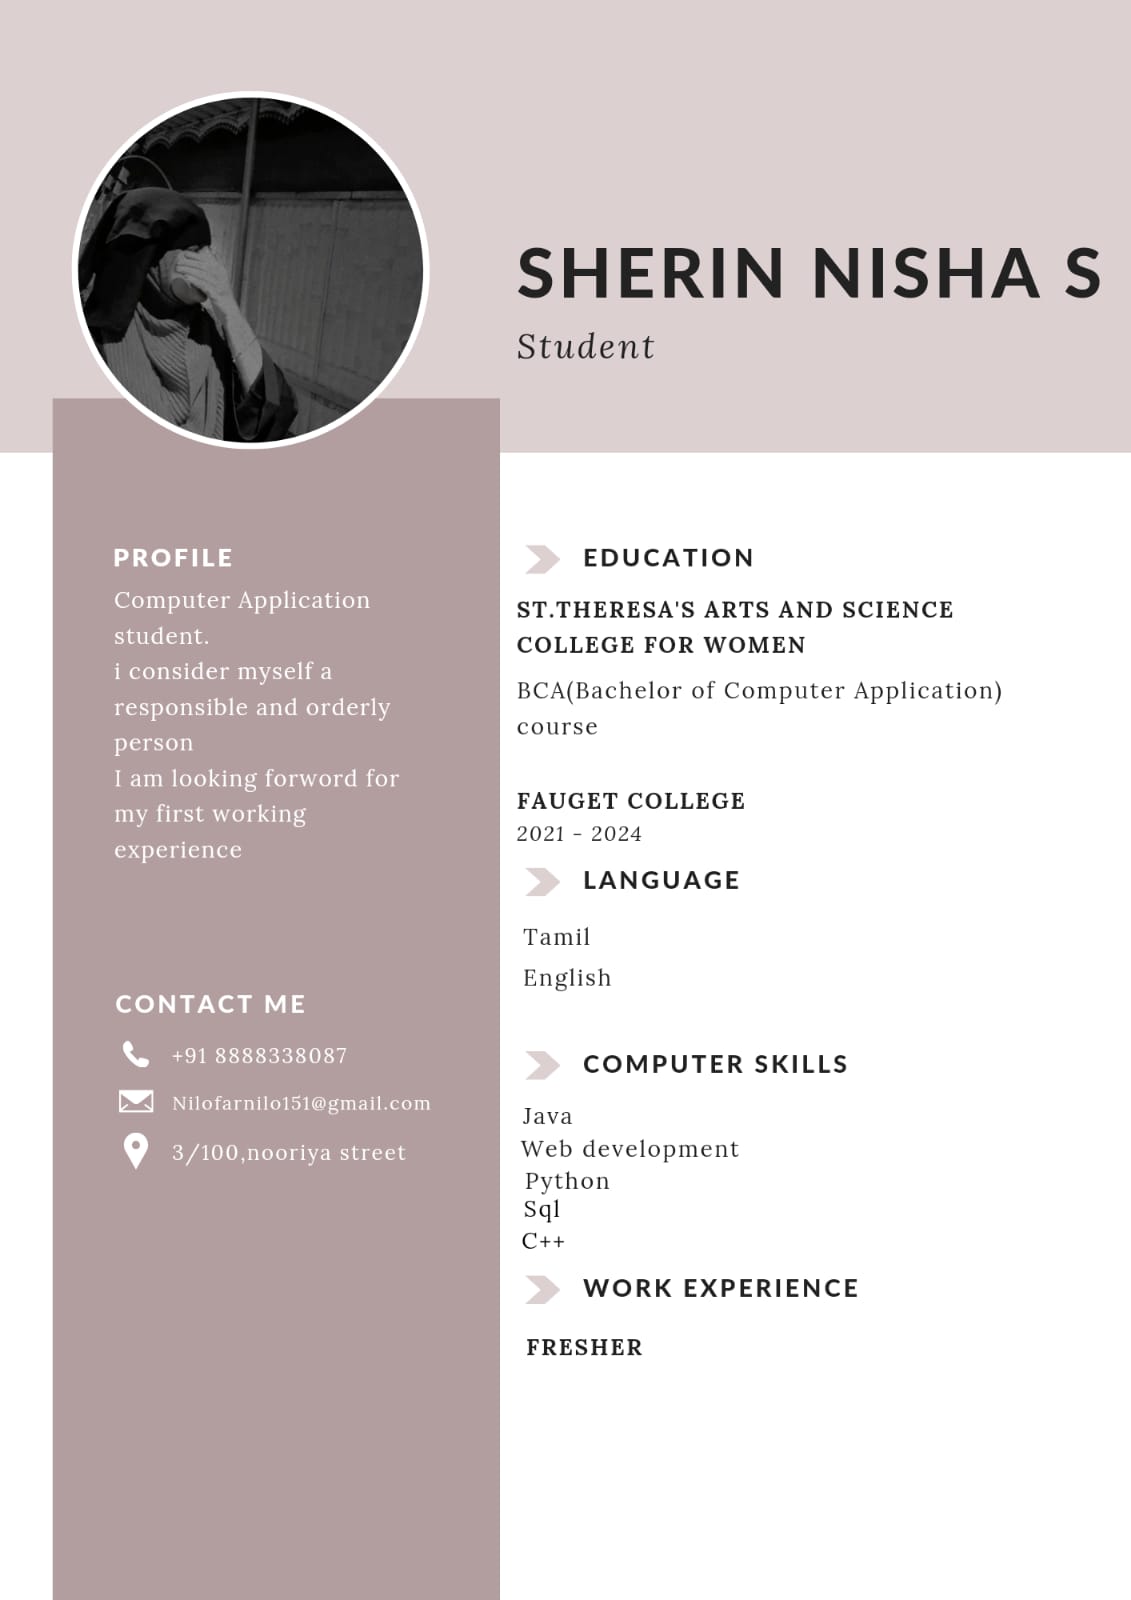 SHERIN NISHA S
Student
PROFILE
Computer Application
student.
i consider myself a
responsible and orderly
person
I am looking forword for
my first working
experience
CONTACT ME
+91 8888338087
Nilofarnilo151@gmail.com
3/100,nooriya street
EDUCATION
ST.THERESA'S ARTS AND SCIENCE
COLLEGE FOR WOMEN
BCA(Bachelor of Computer Application)
course
FAUGET COLLEGE
2021 - 2024
LANGUAGE
Tamil
English
COMPUTER SKILLS
Java
Web development
Python
Sql
C++
WORK EXPERIENCE
FRESHER